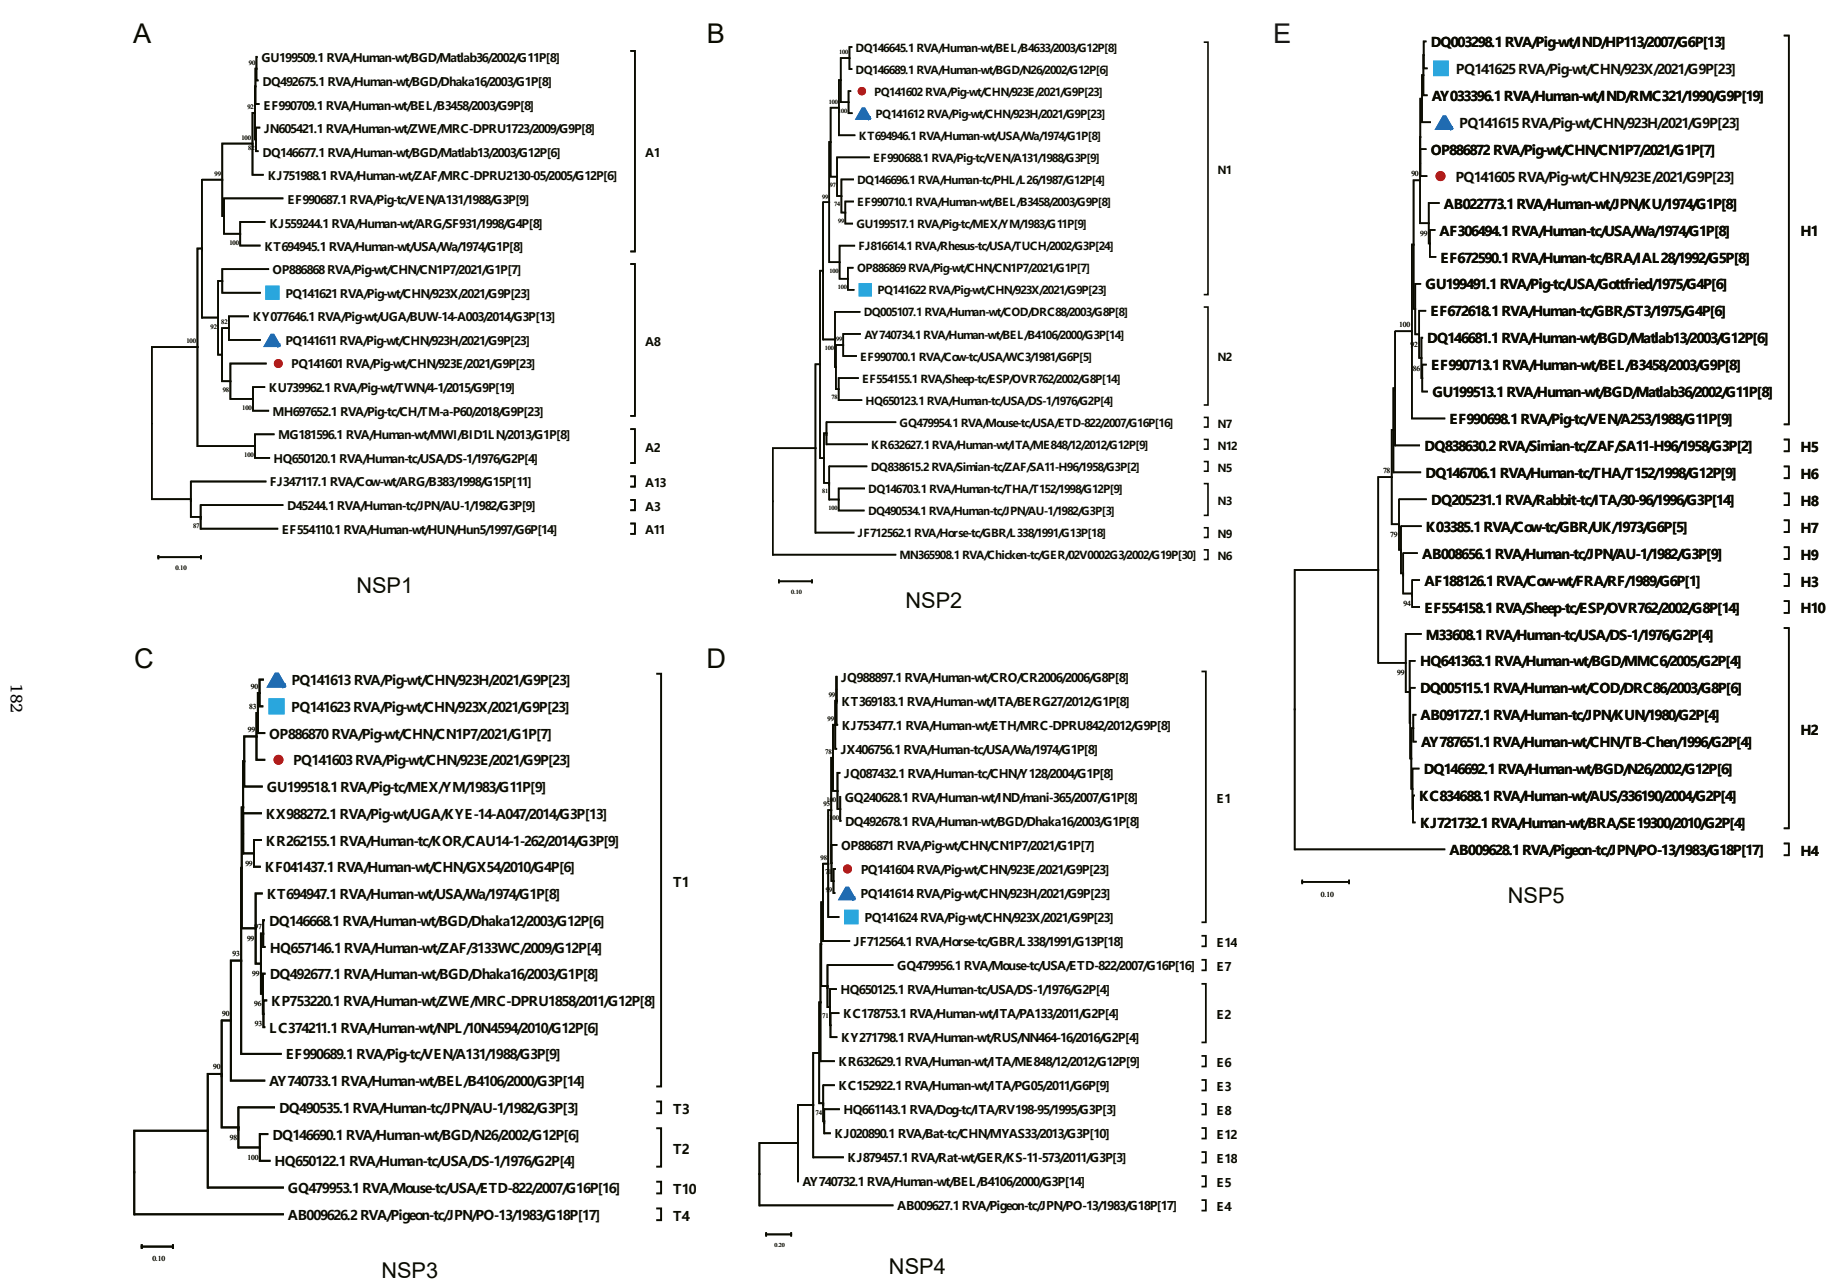 A
GU199509.1 RVA/Human-wt/BGD/Matlab36/2002/G11P[8]
DQ492675.1 RVA/Human-wt/BGD/Dhaka16/2003/G1P[8]
EF990709.1 RVA/Human-wt/BEL/B3458/2003/G9P[8]
JN605421.1 RVA/Human-wt/ZWE/MRC-DPRU1723/2009/G9P[8]
DQ146677.1 RVA/Human-wt/BGD/Matlab13/2003/G12P[6]
KJ751988.1 RVA/Human-wt/ZAF/MRC-DPRU2130-05/2005/G12P[6]
EF990687.1 RVA/Pig-tc/VEN/A131/1988/G3P[9]
KJ559244.1 RVA/Human-wt/ARG/SF931/1998/G4P[8]
KT694945.1 RVA/Human-wt/USA/Wa/1974/G1P[8]
A1
OP886868 RVA/Pig-wt/CHN/CN1P7/2021/G1P[7]
PQ141621 RVA/Pig-wt/CHN/923X/2021/G9P[23]
KY077646.1 RVA/Pig-wt/UGA/BUW-14-A003/2014/G3P[13]
PQ141611 RVA/Pig-wt/CHN/923H/2021/G9P[23]
PQ141601 RVA/Pig-wt/CHN/923E/2021/G9P[23]
KU739962.1 RVA/Pig-wt/TWN/4-1/2015/G9P[19]
MH697652.1 RVA/Pig-tc/CH/TM-a-P60/2018/G9P[23]
A8
MG181596.1 RVA/Human-wt/MWI/BID1LN/2013/G1P[8]
HQ650120.1 RVA/Human-tc/USA/DS-1/1976/G2P[4]
A2
FJ347117.1 RVA/Cow-wt/ARG/B383/1998/G15P[11]
A13
D45244.1 RVA/Human-tc/JPN/AU-1/1982/G3P[9]
A3
EF554110.1 RVA/Human-wt/HUN/Hun5/1997/G6P[14]
A11
0.10
NSP1
B
DQ146645.1 RVA/Human-wt/BEL/B4633/2003/G12P[8]
DQ146689.1 RVA/Human-wt/BGD/N26/2002/G12P[6]
PQ141602 RVA/Pig-wt/CHN/923E/2021/G9P[23]
PQ141612 RVA/Pig-wt/CHN/923H/2021/G9P[23]
KT694946.1 RVA/Human-wt/USA/Wa/1974/G1P[8]
EF990688.1 RVA/Pig-tc/VEN/A131/1988/G3P[9]
DQ146696.1 RVA/Human-tc/PHL/L26/1987/G12P[4]
EF990710.1 RVA/Human-wt/BEL/B3458/2003/G9P[8]
GU199517.1 RVA/Pig-tc/MEX/YM/1983/G11P[9]
FJ816614.1 RVA/Rhesus-tc/USA/TUCH/2002/G3P[24]
OP886869 RVA/Pig-wt/CHN/CN1P7/2021/G1P[7]
PQ141622 RVA/Pig-wt/CHN/923X/2021/G9P[23]
N1
DQ005107.1 RVA/Human-wt/COD/DRC88/2003/G8P[8]
AY740734.1 RVA/Human-wt/BEL/B4106/2000/G3P[14]
EF990700.1 RVA/Cow-tc/USA/WC3/1981/G6P[5]
EF554155.1 RVA/Sheep-tc/ESP/OVR762/2002/G8P[14]
HQ650123.1 RVA/Human-tc/USA/DS-1/1976/G2P[4]
N2
GQ479954.1 RVA/Mouse-tc/USA/ETD-822/2007/G16P[16]
N7
KR632627.1 RVA/Human-wt/ITA/ME848/12/2012/G12P[9]
N12
DQ838615.2 RVA/Simian-tc/ZAF/SA11-H96/1958/G3P[2]
N5
DQ146703.1 RVA/Human-tc/THA/T152/1998/G12P[9]
DQ490534.1 RVA/Human-tc/JPN/AU-1/1982/G3P[3]
N3
JF712562.1 RVA/Horse-tc/GBR/L338/1991/G13P[18]
N9
MN365908.1 RVA/Chicken-tc/GER/02V0002G3/2002/G19P[30]
N6
0.10
NSP2
E
DQ003298.1 RVA/Pig-wt/IND/HP113/2007/G6P[13]
PQ141625 RVA/Pig-wt/CHN/923X/2021/G9P[23]
AY033396.1 RVA/Human-wt/IND/RMC321/1990/G9P[19]
PQ141615 RVA/Pig-wt/CHN/923H/2021/G9P[23]
OP886872 RVA/Pig-wt/CHN/CN1P7/2021/G1P[7]
PQ141605 RVA/Pig-wt/CHN/923E/2021/G9P[23]
AB022773.1 RVA/Human-wt/JPN/KU/1974/G1P[8]
AF306494.1 RVA/Human-tc/USA/Wa/1974/G1P[8]
EF672590.1 RVA/Human-tc/BRA/IAL28/1992/G5P[8]
GU199491.1 RVA/Pig-tc/USA/Gottfried/1975/G4P[6]
EF672618.1 RVA/Human-tc/GBR/ST3/1975/G4P[6]
DQ146681.1 RVA/Human-wt/BGD/Matlab13/2003/G12P[6]
EF990713.1 RVA/Human-wt/BEL/B3458/2003/G9P[8]
GU199513.1 RVA/Human-wt/BGD/Matlab36/2002/G11P[8]
EF990698.1 RVA/Pig-tc/VEN/A253/1988/G11P[9]
H1
DQ838630.2 RVA/Simian-tc/ZAF/SA11-H96/1958/G3P[2]
H5
DQ146706.1 RVA/Human-tc/THA/T152/1998/G12P[9]
H6
DQ205231.1 RVA/Rabbit-tc/ITA/30-96/1996/G3P[14]
H8
K03385.1 RVA/Cow-tc/GBR/UK/1973/G6P[5]
H7
AB008656.1 RVA/Human-tc/JPN/AU-1/1982/G3P[9]
H9
AF188126.1 RVA/Cow-wt/FRA/RF/1989/G6P[1]
H3
EF554158.1 RVA/Sheep-tc/ESP/OVR762/2002/G8P[14]
H10
M33608.1 RVA/Human-tc/USA/DS-1/1976/G2P[4]
HQ641363.1 RVA/Human-wt/BGD/MMC6/2005/G2P[4]
DQ005115.1 RVA/Human-wt/COD/DRC86/2003/G8P[6]
AB091727.1 RVA/Human-tc/JPN/KUN/1980/G2P[4]
AY787651.1 RVA/Human-wt/CHN/TB-Chen/1996/G2P[4]
DQ146692.1 RVA/Human-wt/BGD/N26/2002/G12P[6]
KC834688.1 RVA/Human-wt/AUS/336190/2004/G2P[4]
KJ721732.1 RVA/Human-wt/BRA/SE19300/2010/G2P[4]
H2
AB009628.1 RVA/Pigeon-tc/JPN/PO-13/1983/G18P[17]
H4
0.10
NSP5
C
PQ141613 RVA/Pig-wt/CHN/923H/2021/G9P[23]
PQ141623 RVA/Pig-wt/CHN/923X/2021/G9P[23]
OP886870 RVA/Pig-wt/CHN/CN1P7/2021/G1P[7]
PQ141603 RVA/Pig-wt/CHN/923E/2021/G9P[23]
GU199518.1 RVA/Pig-tc/MEX/YM/1983/G11P[9]
KX988272.1 RVA/Pig-wt/UGA/KYE-14-A047/2014/G3P[13]
KR262155.1 RVA/Human-tc/KOR/CAU14-1-262/2014/G3P[9]
KF041437.1 RVA/Human-wt/CHN/GX54/2010/G4P[6]
KT694947.1 RVA/Human-wt/USA/Wa/1974/G1P[8]
DQ146668.1 RVA/Human-wt/BGD/Dhaka12/2003/G12P[6]
HQ657146.1 RVA/Human-wt/ZAF/3133WC/2009/G12P[4]
DQ492677.1 RVA/Human-wt/BGD/Dhaka16/2003/G1P[8]
KP753220.1 RVA/Human-wt/ZWE/MRC-DPRU1858/2011/G12P[8]
LC374211.1 RVA/Human-wt/NPL/10N4594/2010/G12P[6]
EF990689.1 RVA/Pig-tc/VEN/A131/1988/G3P[9]
AY740733.1 RVA/Human-wt/BEL/B4106/2000/G3P[14]
T1
DQ490535.1 RVA/Human-tc/JPN/AU-1/1982/G3P[3]
T3
DQ146690.1 RVA/Human-wt/BGD/N26/2002/G12P[6]
HQ650122.1 RVA/Human-tc/USA/DS-1/1976/G2P[4]
T2
GQ479953.1 RVA/Mouse-tc/USA/ETD-822/2007/G16P[16]
T10
AB009626.2 RVA/Pigeon-tc/JPN/PO-13/1983/G18P[17]
T4
0.10
NSP3
D
JQ988897.1 RVA/Human-wt/CRO/CR2006/2006/G8P[8]
KT369183.1 RVA/Human-wt/ITA/BERG27/2012/G1P[8]
KJ753477.1 RVA/Human-wt/ETH/MRC-DPRU842/2012/G9P[8]
JX406756.1 RVA/Human-tc/USA/Wa/1974/G1P[8]
JQ087432.1 RVA/Human-tc/CHN/Y128/2004/G1P[8]
GQ240628.1 RVA/Human-wt/IND/mani-365/2007/G1P[8]
DQ492678.1 RVA/Human-wt/BGD/Dhaka16/2003/G1P[8]
OP886871 RVA/Pig-wt/CHN/CN1P7/2021/G1P[7]
PQ141604 RVA/Pig-wt/CHN/923E/2021/G9P[23]
PQ141614 RVA/Pig-wt/CHN/923H/2021/G9P[23]
PQ141624 RVA/Pig-wt/CHN/923X/2021/G9P[23]
E1
JF712564.1 RVA/Horse-tc/GBR/L338/1991/G13P[18]
E14
GQ479956.1 RVA/Mouse-tc/USA/ETD-822/2007/G16P[16]
E7
HQ650125.1 RVA/Human-tc/USA/DS-1/1976/G2P[4]
KC178753.1 RVA/Human-wt/ITA/PA133/2011/G2P[4]
KY271798.1 RVA/Human-wt/RUS/NN464-16/2016/G2P[4]
E2
KR632629.1 RVA/Human-wt/ITA/ME848/12/2012/G12P[9]
E6
KC152922.1 RVA/Human-wt/ITA/PG05/2011/G6P[9]
E3
HQ661143.1 RVA/Dog-tc/ITA/RV198-95/1995/G3P[3]
E8
KJ020890.1 RVA/Bat-tc/CHN/MYAS33/2013/G3P[10]
E12
KJ879457.1 RVA/Rat-wt/GER/KS-11-573/2011/G3P[3]
E18
AY740732.1 RVA/Human-wt/BEL/B4106/2000/G3P[14]
E5
AB009627.1 RVA/Pigeon-tc/JPN/PO-13/1983/G18P[17]
E4
0.20
NSP4
182